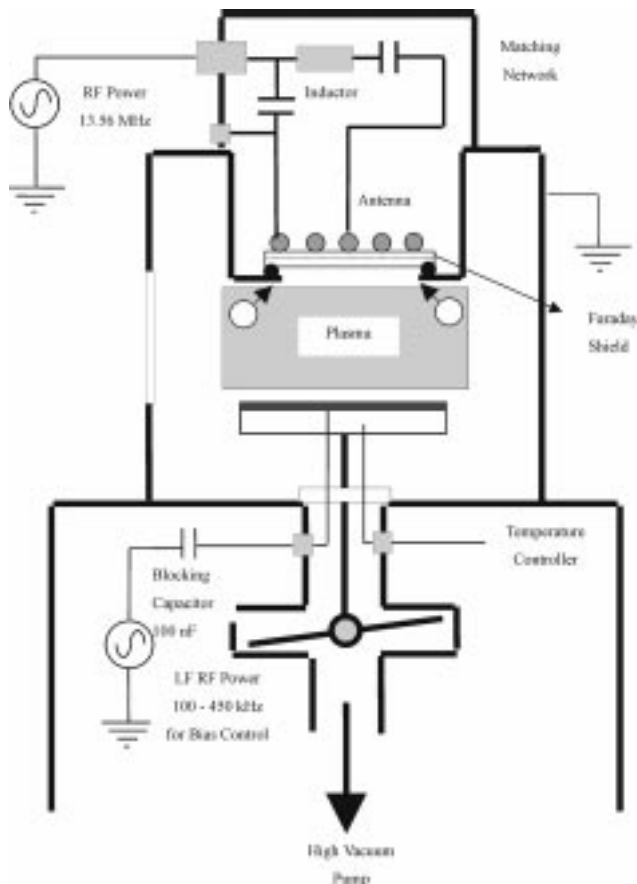 Matching
Network
RF Power
13.56 MHz
Inductor
Antenna
Faraday
Shield
Plasma
Temperature
Controller
Blocking
Capacitor
100 nF
LF RF Power
100 - 450 kHz
for Bias Control
High Vacuum
Pump